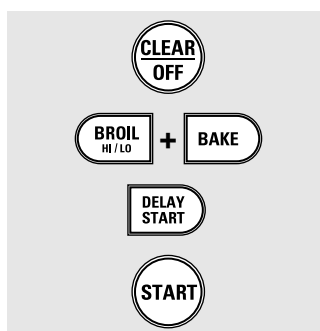 CLEAR
OFF
BROIL
HI / LO
+
BAKE
DELAY
START
START